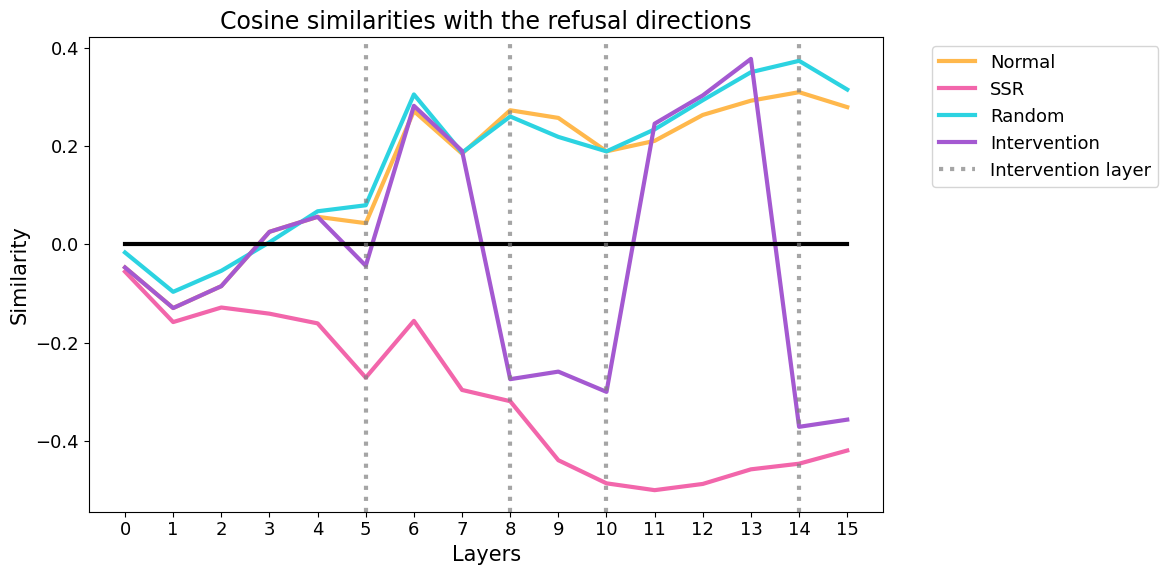 Cosine similarities with the refusal directions
Normal
SSR
Random
Intervention
Intervention layer
Similarity
0.4
0.2
0.0
−0.2
−0.4
0 1 2 3 4 5 6 7 8 9 10 11 12 13 14 15
Layers